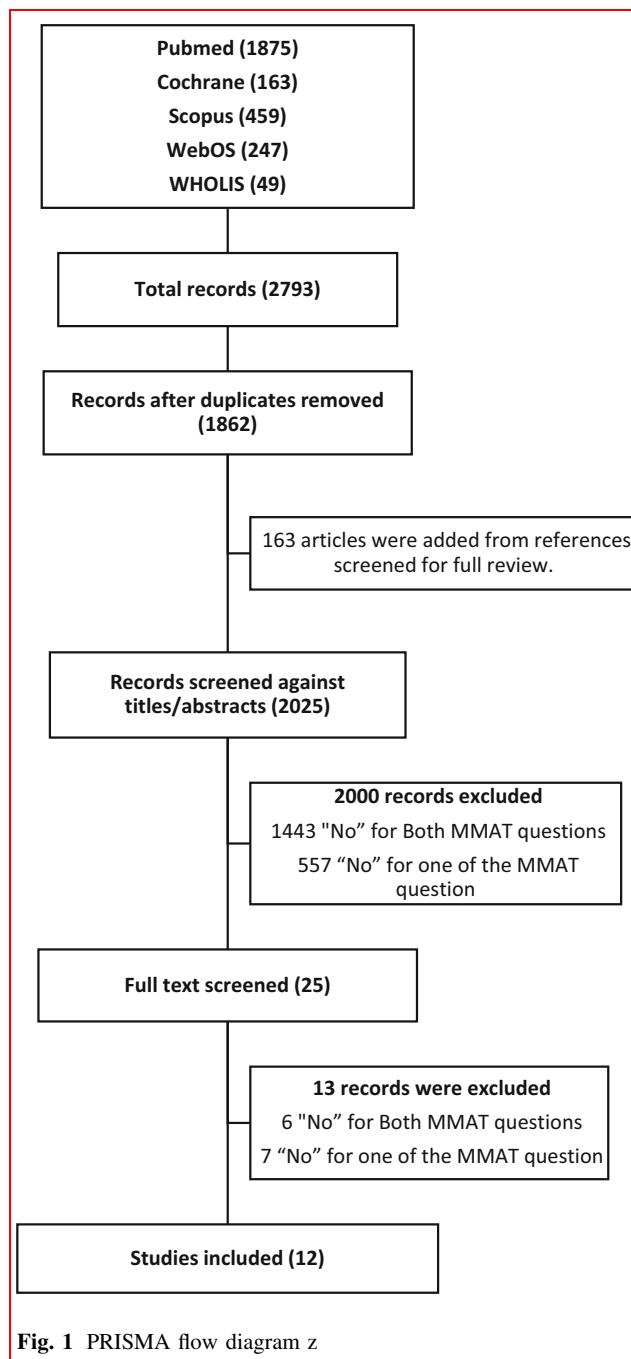 Pubmed (1875)
Cochrane (163)
Scopus (459)
WebOS (247)
WHOLIS (49)
Total records (2793)
Records after duplicates removed
(1862)
163 articles were added from references
screened for full review.
Records screened against
titles/abstracts (2025)
2000 records excluded
1443 "No” for Both MMAT questions
557 “No” for one of the MMAT
question
Full text screened (25)
13 records were excluded
6 "No” for Both MMAT questions
7 “No” for one of the MMAT question
Studies included (12)
Fig. 1 PRISMA flow diagram z